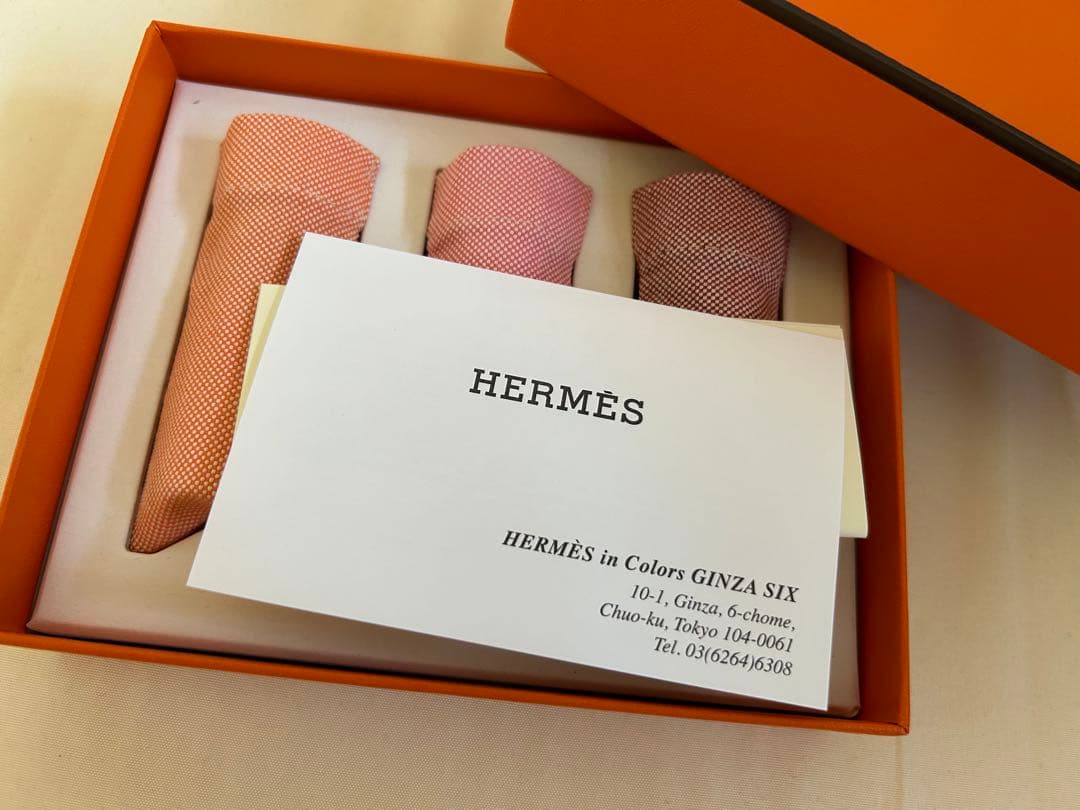 HERMÈS
HERMÈS in Colors GINZA SIX
10-1, Ginza, 6-chome,
Chuo-ku, Tokyo 104-0061
Tel. 03(6264)6308